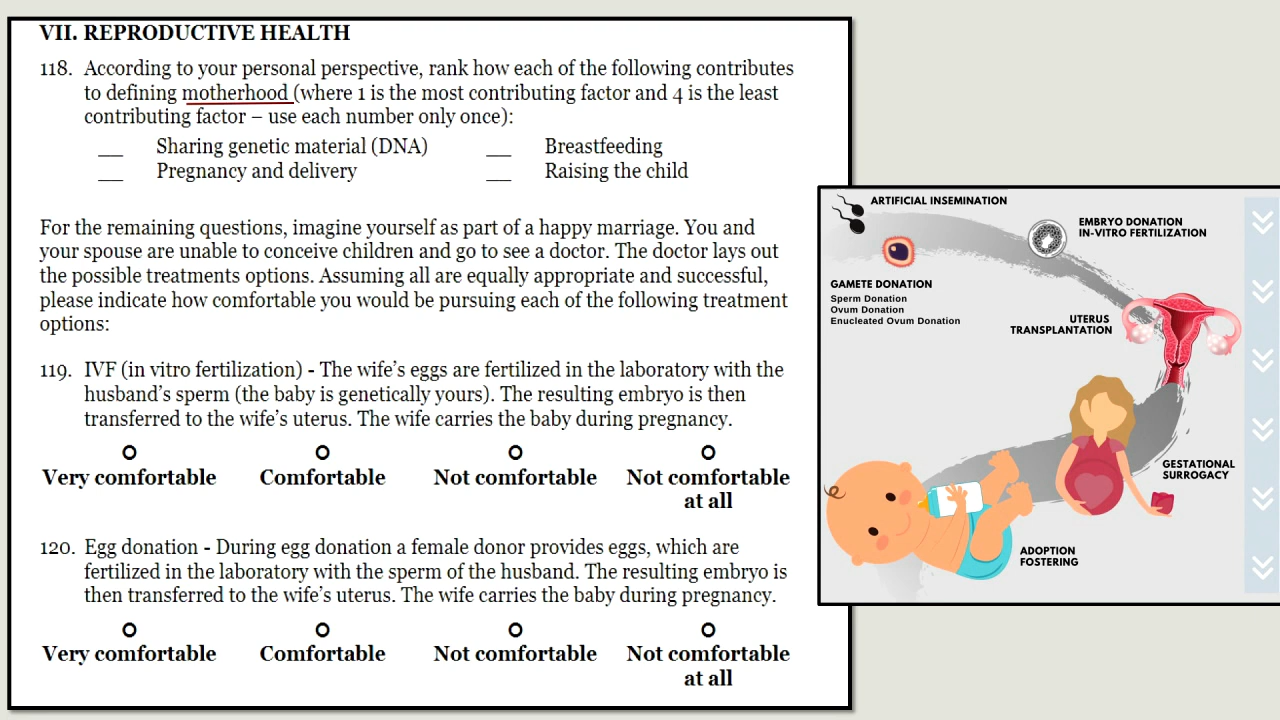 VII. REPRODUCTIVE HEALTH
118. According to your personal perspective, rank how each of the following contributes
to defining motherhood (where 1 is the most contributing factor and 4 is the least
contributing factor – use each number only once):
__ Sharing genetic material (DNA) __ Breastfeeding
__ Pregnancy and delivery __ Raising the child
For the remaining questions, imagine yourself as part of a happy marriage. You and
your spouse are unable to conceive children and go to see a doctor. The doctor lays out
the possible treatments options. Assuming all are equally appropriate and successful,
please indicate how comfortable you would be pursuing each of the following treatment
options:
119. IVF (in vitro fertilization) - The wife's eggs are fertilized in the laboratory with the
husband's sperm (the baby is genetically yours). The resulting embryo is then
transferred to the wife's uterus. The wife carries the baby during pregnancy.
Very comfortable Comfortable Not comfortable Not comfortable
at all
120. Egg donation - During egg donation a female donor provides eggs, which are
fertilized in the laboratory with the sperm of the husband. The resulting embryo is
then transferred to the wife's uterus. The wife carries the baby during pregnancy.
Very comfortable Comfortable Not comfortable Not comfortable
at all
ARTIFICIAL INSEMINATION
EMBRYO DONATION
IN-VITRO FERTILIZATION
GAMETE DONATION
Sperm Donation
Ovum Donation
Enucleated Ovum Donation
UTERUS
TRANSPLANTATION
GESTATIONAL
SURROGACY
ADOPTION
FOSTERING